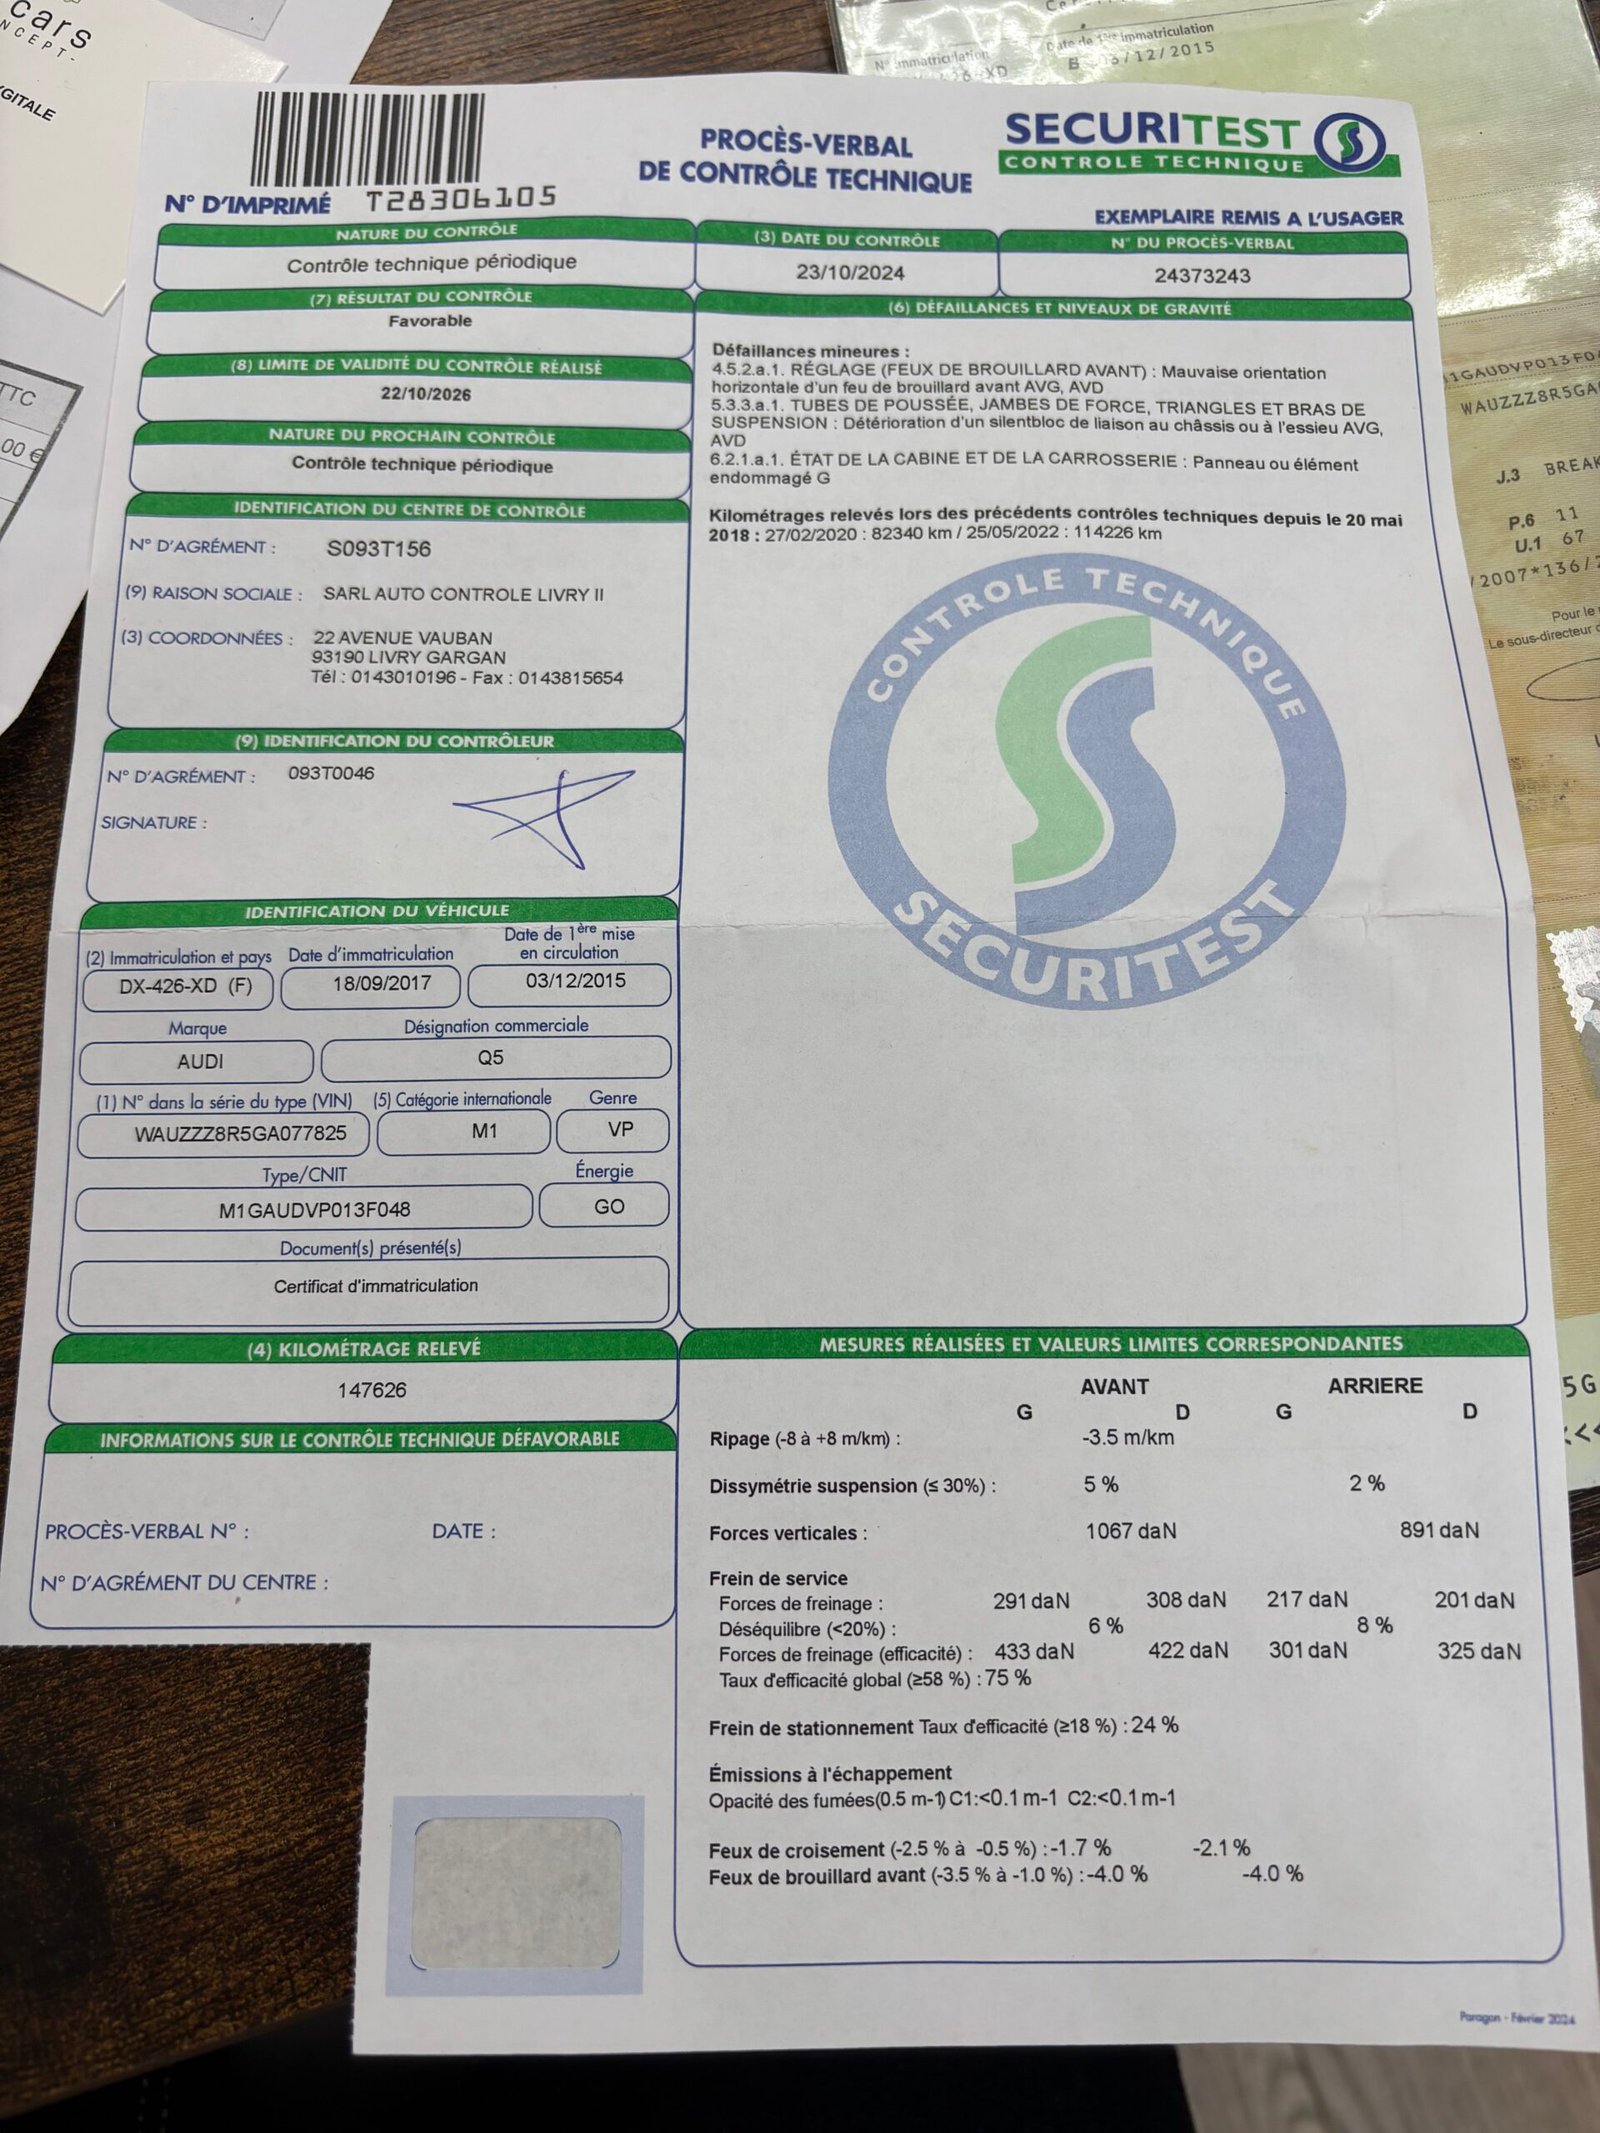 cars
NCEPT-
GITALE
TTC
00 €
N° immatriculation
Date de 1ère immatriculation
B
/12/2015
PROCÈS-VERBAL
DE CONTRÔLE TECHNIQUE
SECURITEST
CONTROLE TECHNIQUE
N° D'IMPRIMÉ T28306105
EXEMPLAIRE REMIS A L'USAGER
NATURE DU CONTRÔLE
Contrôle technique périodique
(3) DATE DU CONTRÔLE
23/10/2024
N° DU PROCÈS-VERBAL
24373243
(7) RÉSULTAT DU CONTRÔLE
Favorable
(8) LIMITE DE VALIDITÉ DU CONTRÔLE RÉALISÉ
22/10/2026
NATURE DU PROCHAIN CONTRÔLE
Contrôle technique périodique
IDENTIFICATION DU CENTRE DE CONTRÔLE
N° D'AGRÉMENT : S093T156
(9) RAISON SOCIALE : SARL AUTO CONTROLE LIVRY II
(3) COORDONNÉES : 22 AVENUE VAUBAN
93190 LIVRY GARGAN
Tél : 0143010196 - Fax : 0143815654
(9) IDENTIFICATION DU CONTRÔLEUR
N° D'AGRÉMENT : 093T0046
SIGNATURE :
IDENTIFICATION DU VÉHICULE
(2) Immatriculation et pays
DX-426-XD (F)
Date d'immatriculation
18/09/2017
Date de 1ère mise
en circulation
03/12/2015
Marque
AUDI
Désignation commerciale
Q5
(1) N° dans la série du type (VIN)
WAUZZZ8R5GA077825
(5) Catégorie internationale
M1
Genre
VP
Type/CNIT
M1GAUDVP013F048
Énergie
GO
Document(s) présenté(s)
Certificat d'immatriculation
(4) KILOMÉTRAGE RELEVÉ
147626
INFORMATIONS SUR LE CONTRÔLE TECHNIQUE DÉFAVORABLE
PROCÈS-VERBAL N° : DATE :
N° D'AGRÉMENT DU CENTRE :
(6) DÉFAILLANCES ET NIVEAUX DE GRAVITÉ
Défaillances mineures :
4.5.2.a.1. RÉGLAGE (FEUX DE BROUILLARD AVANT) : Mauvaise orientation
horizontale d'un feu de brouillard avant AVG, AVD
5.3.3.a.1. TUBES DE POUSSÉE, JAMBES DE FORCE, TRIANGLES ET BRAS DE
SUSPENSION : Détérioration d'un silentbloc de liaison au châssis ou à l'essieu AVG,
AVD
6.2.1.a.1. ÉTAT DE LA CABINE ET DE LA CARROSSERIE : Panneau ou élément
endommagé G
Kilométrages relevés lors des précédents contrôles techniques depuis le 20 mai
2018 : 27/02/2020 : 82340 km / 25/05/2022 : 114226 km
CONTROLE TECHNIQUE
SECURITEST
MESURES RÉALISÉES ET VALEURS LIMITES CORRESPONDANTES
AVANT ARRIERE
G D G D
Ripage (-8 à +8 m/km) : -3.5 m/km
Dissymétrie suspension (≤ 30%) : 5 % 2 %
Forces verticales : 1067 daN 891 daN
Frein de service
Forces de freinage : 291 daN 308 daN 217 daN 201 daN
Déséquilibre (<20%) : 6 % 8 %
Forces de freinage (efficacité) : 433 daN 422 daN 301 daN 325 daN
Taux d'efficacité global (≥58 %) : 75 %
Frein de stationnement Taux d'efficacité (≥18 %) : 24 %
Émissions à l'échappement
Opacité des fumées(0.5 m-1) C1:<0.1 m-1 C2:<0.1 m-1
Feux de croisement (-2.5 % à -0.5 %) :-1.7 % -2.1 %
Feux de brouillard avant (-3.5 % à -1.0 %) :-4.0 % -4.0 %
Paragon - Février 2024
1GAUDVP013F0
WAUZZZ8R5GA
J.3 BREAK
P.6 11
U.1 67
/2007*136/
Pour le
Le sous-directeur
5G
<<